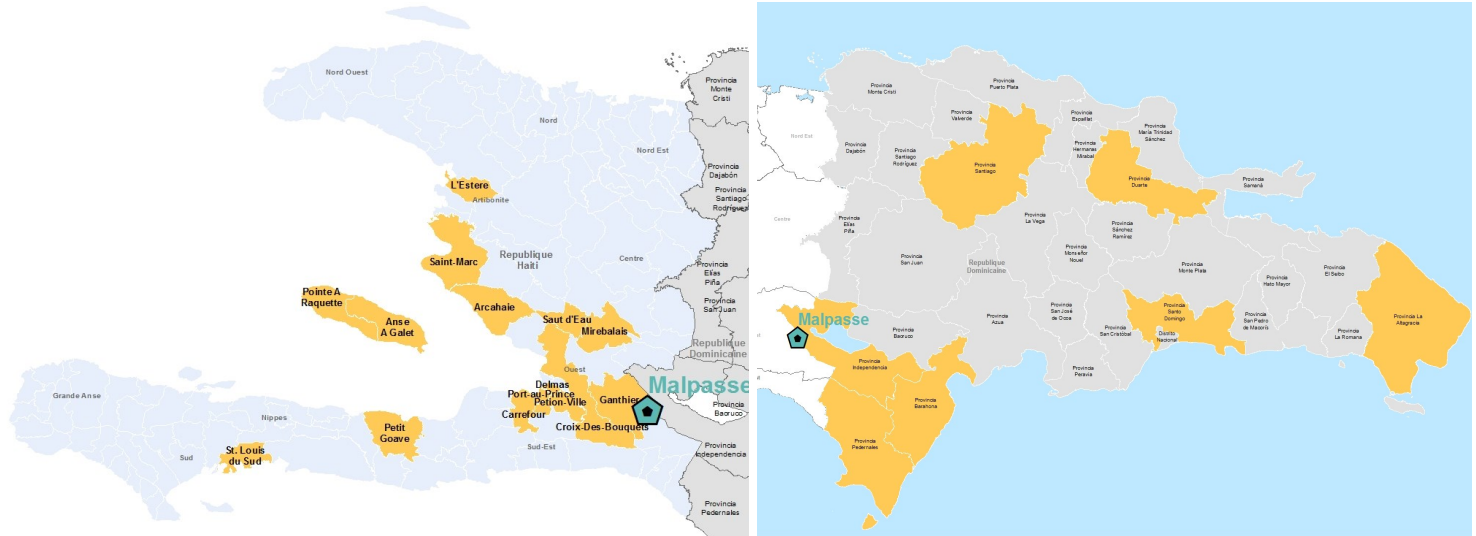 Nord Ouest
Provincia
Monte
Cristi
Nord
Nord Est
Provincia
Dajabón
L'Estere
Artibonite
Provincia
Santiago
Rodríguez
Republique
Haiti
Saint-Marc
Centre
Provincia
Elías
Piña
Pointe A
Raquette
Anse
A Galet
Arcahaie
Saut d'Eau
Mirebalais
Provincia
San Juan
Republique
Dominicaine
Ouest
Delmas
Port-au-Prince
Petion-Ville
Carrefour
Ganthier
Croix-Des-Bouquets
Malpasse
Provincia
Baoruco
Grande Anse
Nippes
Petit
Goave
Sud-Est
Sud
St. Louis
du Sud
Provincia
Independencia
Provincia
Pedernales
Provincia
Monte Cristi
Provincia
Puerto Plata
Provincia
Valverde
Provincia
Espaillat
Provincia
María Trinidad
Sánchez
Nord Est
Provincia
Dajabón
Provincia
Santiago
Rodríguez
Provincia
Hermanas
Mirabal
Provincia
Santiago
Provincia
Duarte
Provincia
Samaná
Centre
Provincia
Elías
Piña
Provincia
La Vega
Provincia
Sánchez
Ramírez
Provincia
San Juan
Republique
Dominicaine
Provincia
Monseñor
Nouel
Provincia
Monte Plata
Provincia
Hato Mayor
Provincia
El Seibo
Provincia La
Altagracia
Malpasse
Provincia
Baoruco
Provincia
Azua
Provincia
San José
de Ocoa
Provincia
San Cristóbal
Provincia
Santo
Domingo
Distrito
Nacional
Provincia
San Pedro
de Macorís
Provincia
La Romana
Provincia
Independencia
Provincia
Peravia
Provincia
Barahona
Provincia
Pedernales